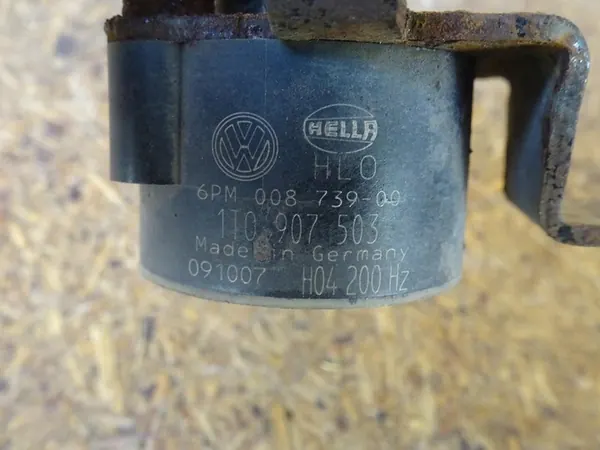 HELLA
HLO
6PM 008 739-00
1T0 907 503
Made in Germany
091007 H04 200 Hz